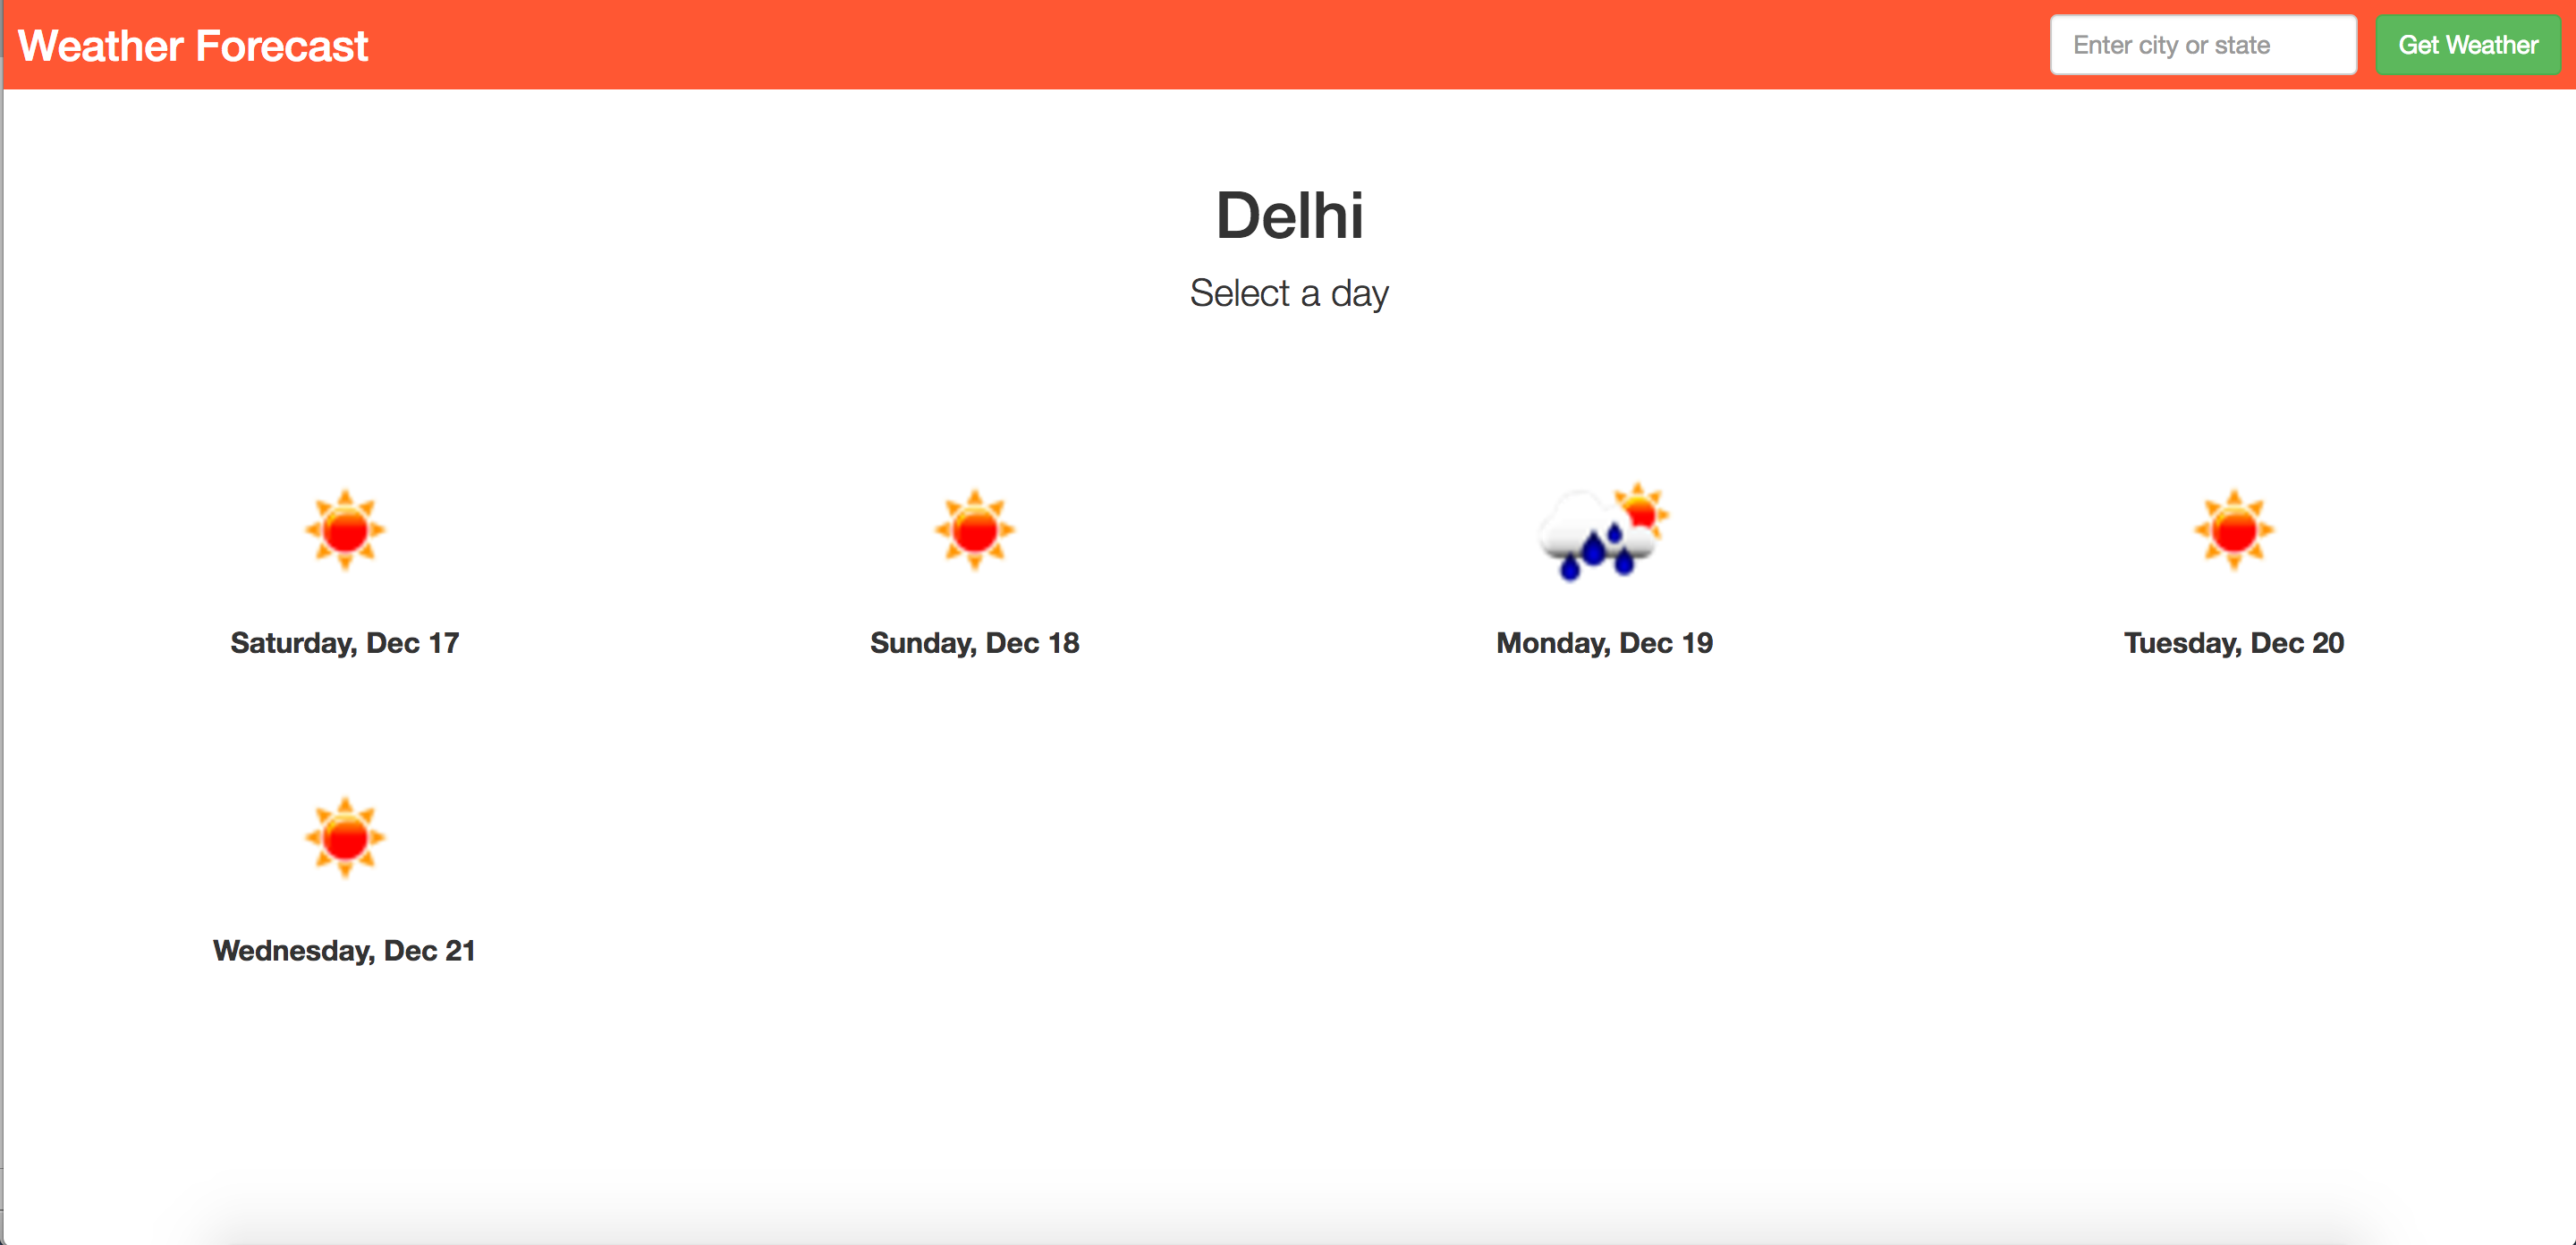 Weather Forecast
Enter city or state
Get Weather
Delhi
Select a day
Saturday, Dec 17
Sunday, Dec 18
Monday, Dec 19
Tuesday, Dec 20
Wednesday, Dec 21